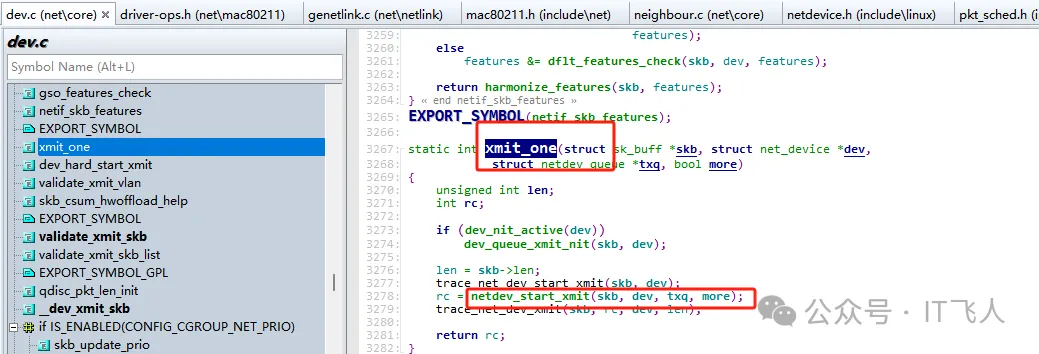 dev.c (net\core) × driver-ops.h (net\mac80211) genetlink.c (net\netlink) mac80211.h (include\net) neighbour.c (net\core) netdevice.h (include\linux) pkt_sched.h (in
dev.c
Symbol Name (Alt+L)
gso_features_check
netif_skb_features
EXPORT_SYMBOL
xmit_one
dev_hard_start_xmit
validate_xmit_vlan
skb_csum_hwoffload_help
EXPORT_SYMBOL
validate_xmit_skb
validate_xmit_skb_list
EXPORT_SYMBOL_GPL
qdisc_pkt_len_init
__dev_xmit_skb
if IS_ENABLED(CONFIG_CGROUP_NET_PRIO)
skb_update_prio
3259: features);
3260: else
3261: features &= dflt_features_check(skb, dev, features);
3262:
3263: return harmonize_features(skb, features);
3264: } « end netif_skb_features »
3265: EXPORT_SYMBOL(netif_skb_features);
3266:
3267: static int xmit_one(struct sk_buff *skb, struct net_device *dev,
3268: struct netdev_queue *txq, bool more)
3269: {
3270: unsigned int len;
3271: int rc;
3272:
3273: if (dev_nit_active(dev))
3274: dev_queue_xmit_nit(skb, dev);
3275:
3276: len = skb->len;
3277: trace_net_dev_start_xmit(skb, dev);
3278: rc = netdev_start_xmit(skb, dev, txq, more);
3279: trace_net_dev_xmit(skb, rc, dev, len);
3280:
3281: return rc;
3282: }
公众号 · IT飞人